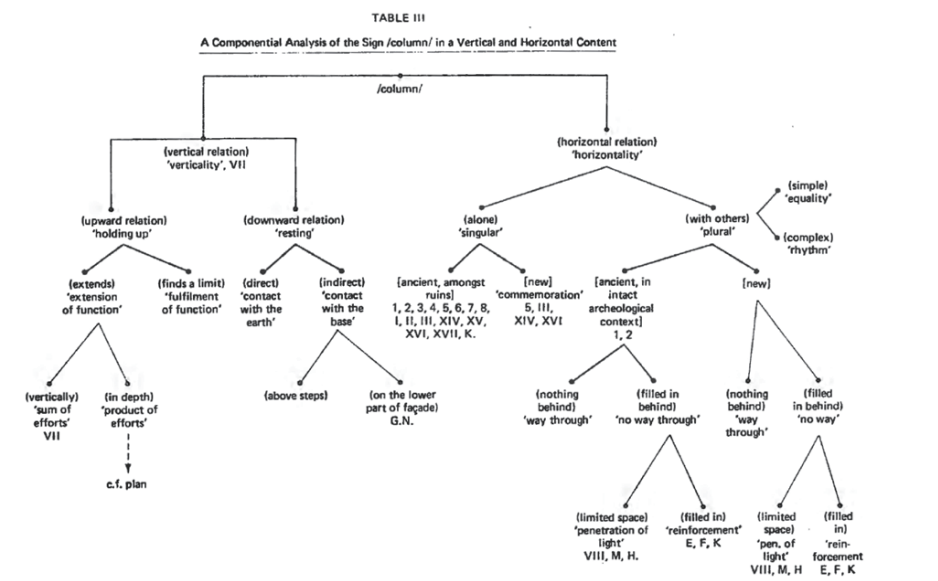 TABLE III
A Componential Analysis of the Sign /column/ in a Vertical and Horizontal Content
/column/
(vertical relation)
'verticality', VII
(horizontal relation)
'horizontality'
(upward relation)
'holding up'
(downward relation)
'resting'
(alone)
'singular'
(with others)
'plural'
(simple)
'equality'
(complex)
'rhythm'
(extends)
'extension
of function'
(finds a limit)
'fulfilment
of function'
(direct)
'contact
with the
earth'
(indirect)
'contact
with the
base'
[ancient, amongst
ruins]
1, 2, 3, 4, 5, 6, 7, 8,
I, II, III, XIV, XV,
XVI, XVII, K.
[new]
'commemoration'
5, III,
XIV, XVI
[ancient, in
intact
archeological
context]
1, 2
[new]
(vertically)
'sum of
efforts'
VII
(in depth)
'product of
efforts'
c.f. plan
(above steps)
(on the lower
part of façade)
G.N.
(nothing
behind)
'way through'
(filled in
behind)
'no way through'
(nothing
behind)
'way
through'
(filled
in behind)
'no way'
(limited space)
'penetration of
light'
VIII, M, H.
(filled in)
'reinforcement'
E, F, K
(limited
space)
'pen. of
light'
VIII, M, H
(filled
in)
'rein-
forcement
E, F, K